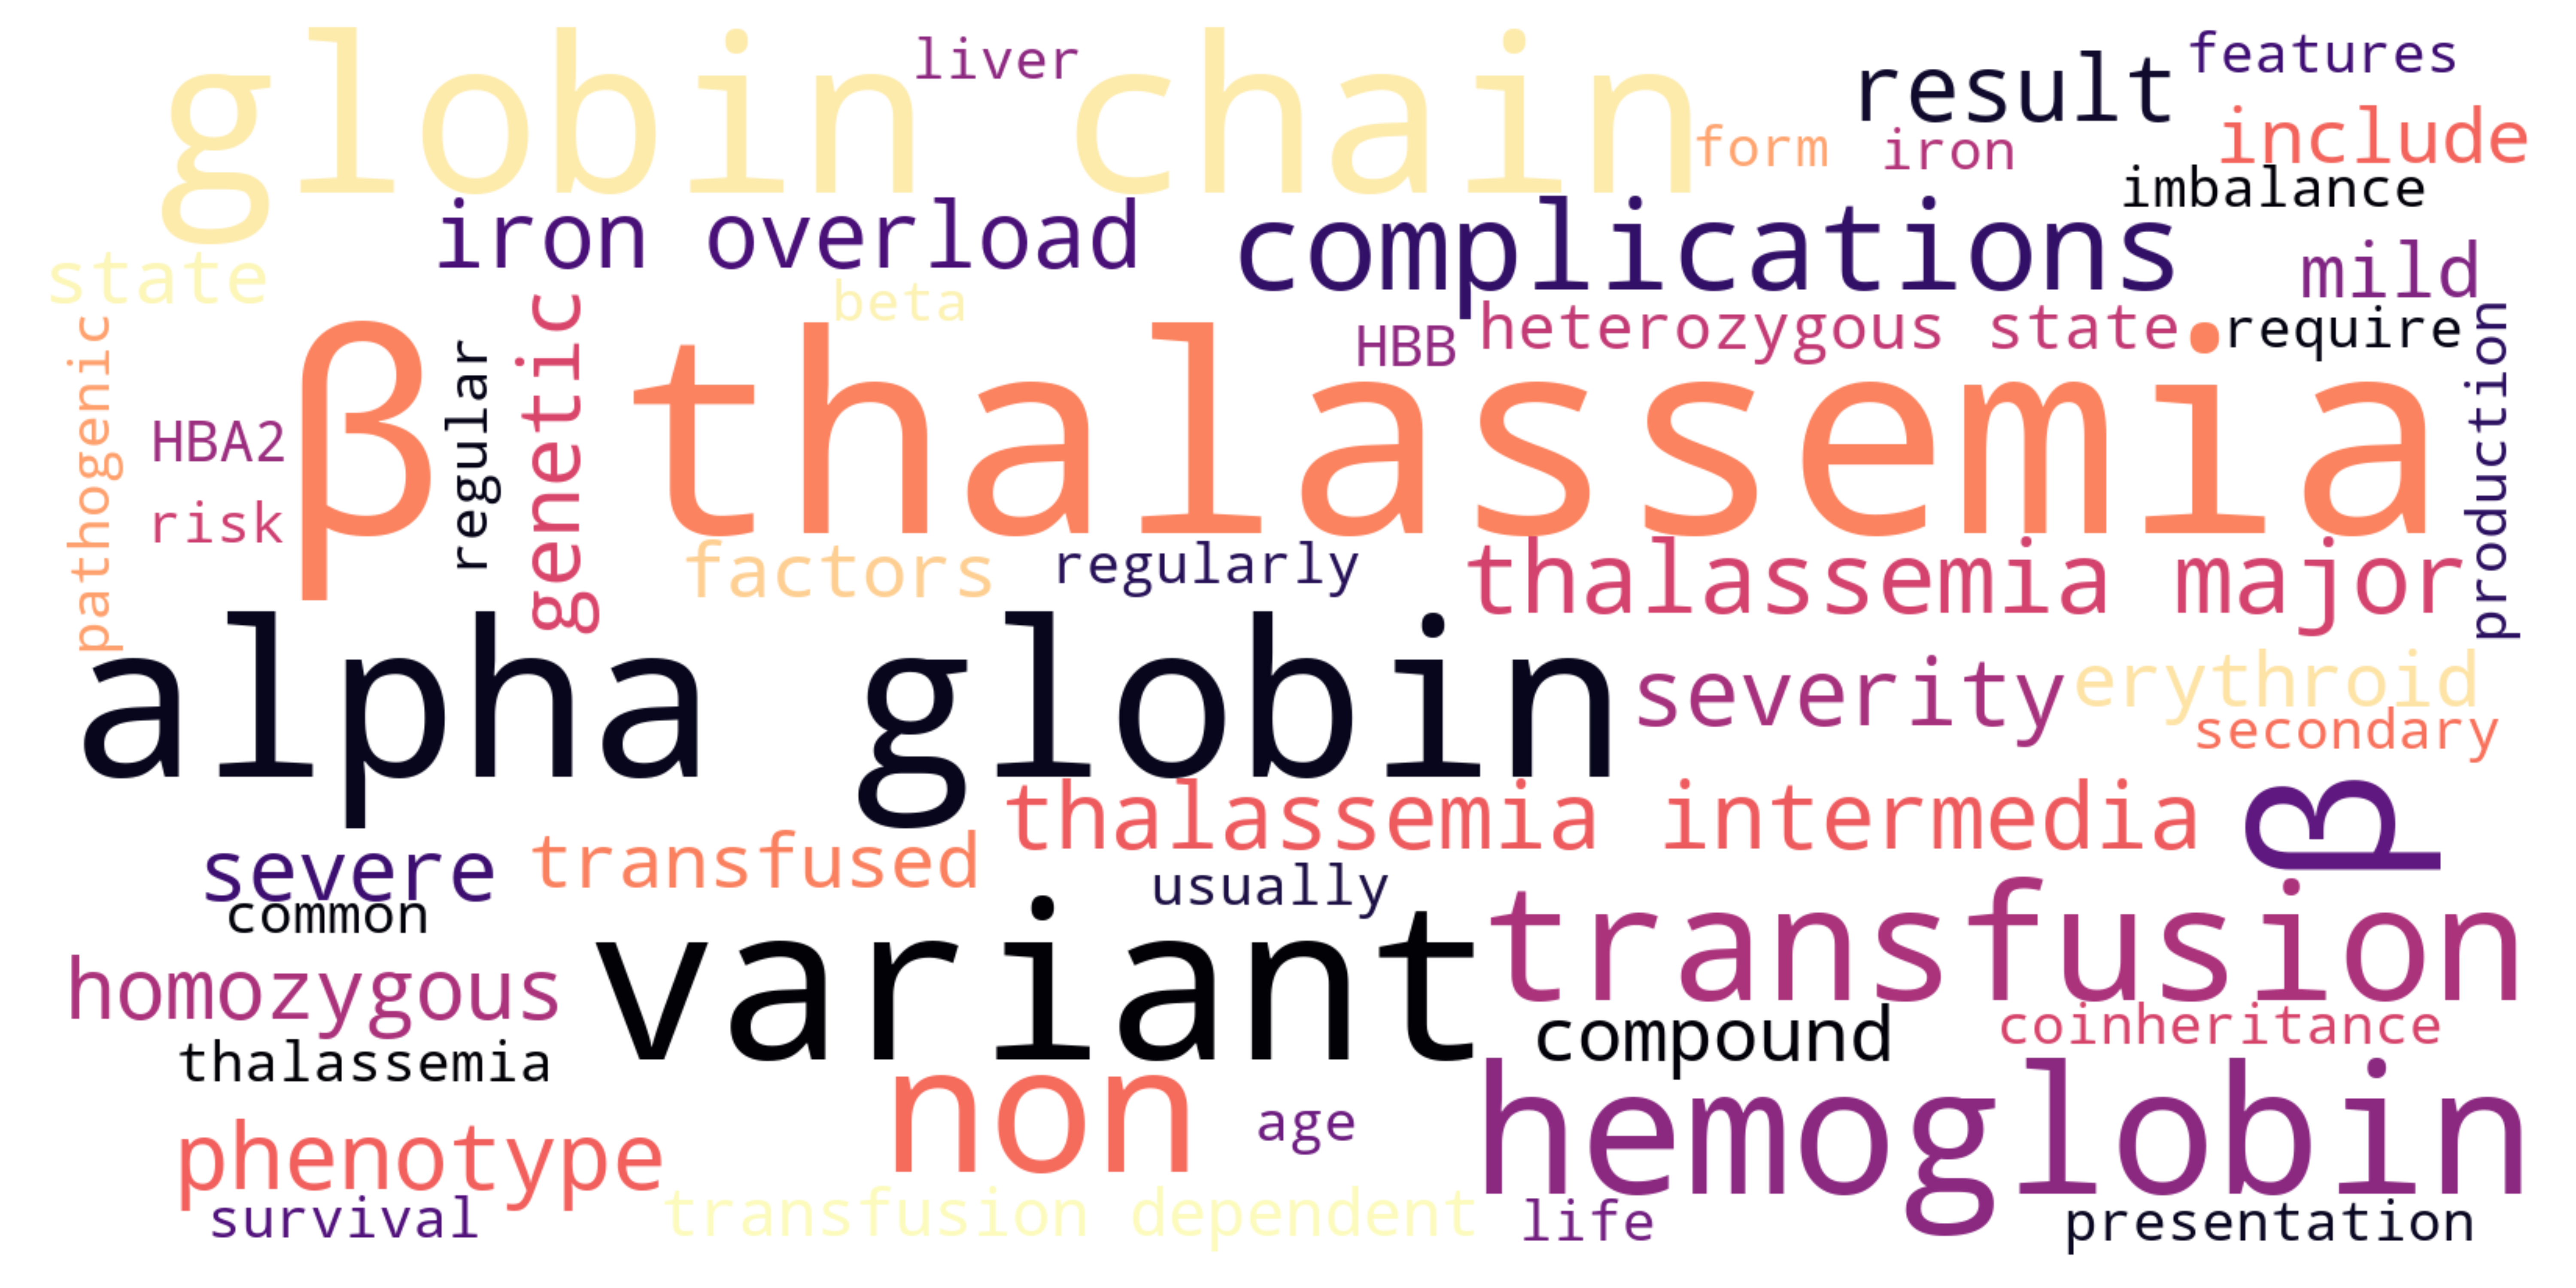 globin chain
liver
result
features
form
iron
include
imbalance
iron overload
complications
state
beta
mild
HBB
heterozygous state
require
pathogenic
HBA2
risk
β thalassemia
regular
genetic
production
factors
regularly
thalassemia major
alpha globin
severity
erythroid
secondary
thalassemia intermedia
β
severe
transfused
usually
common
variant
transfusion
homozygous
compound
coinheritance
thalassemia
non
age
hemoglobin
phenotype
survival
transfusion dependent
life
presentation